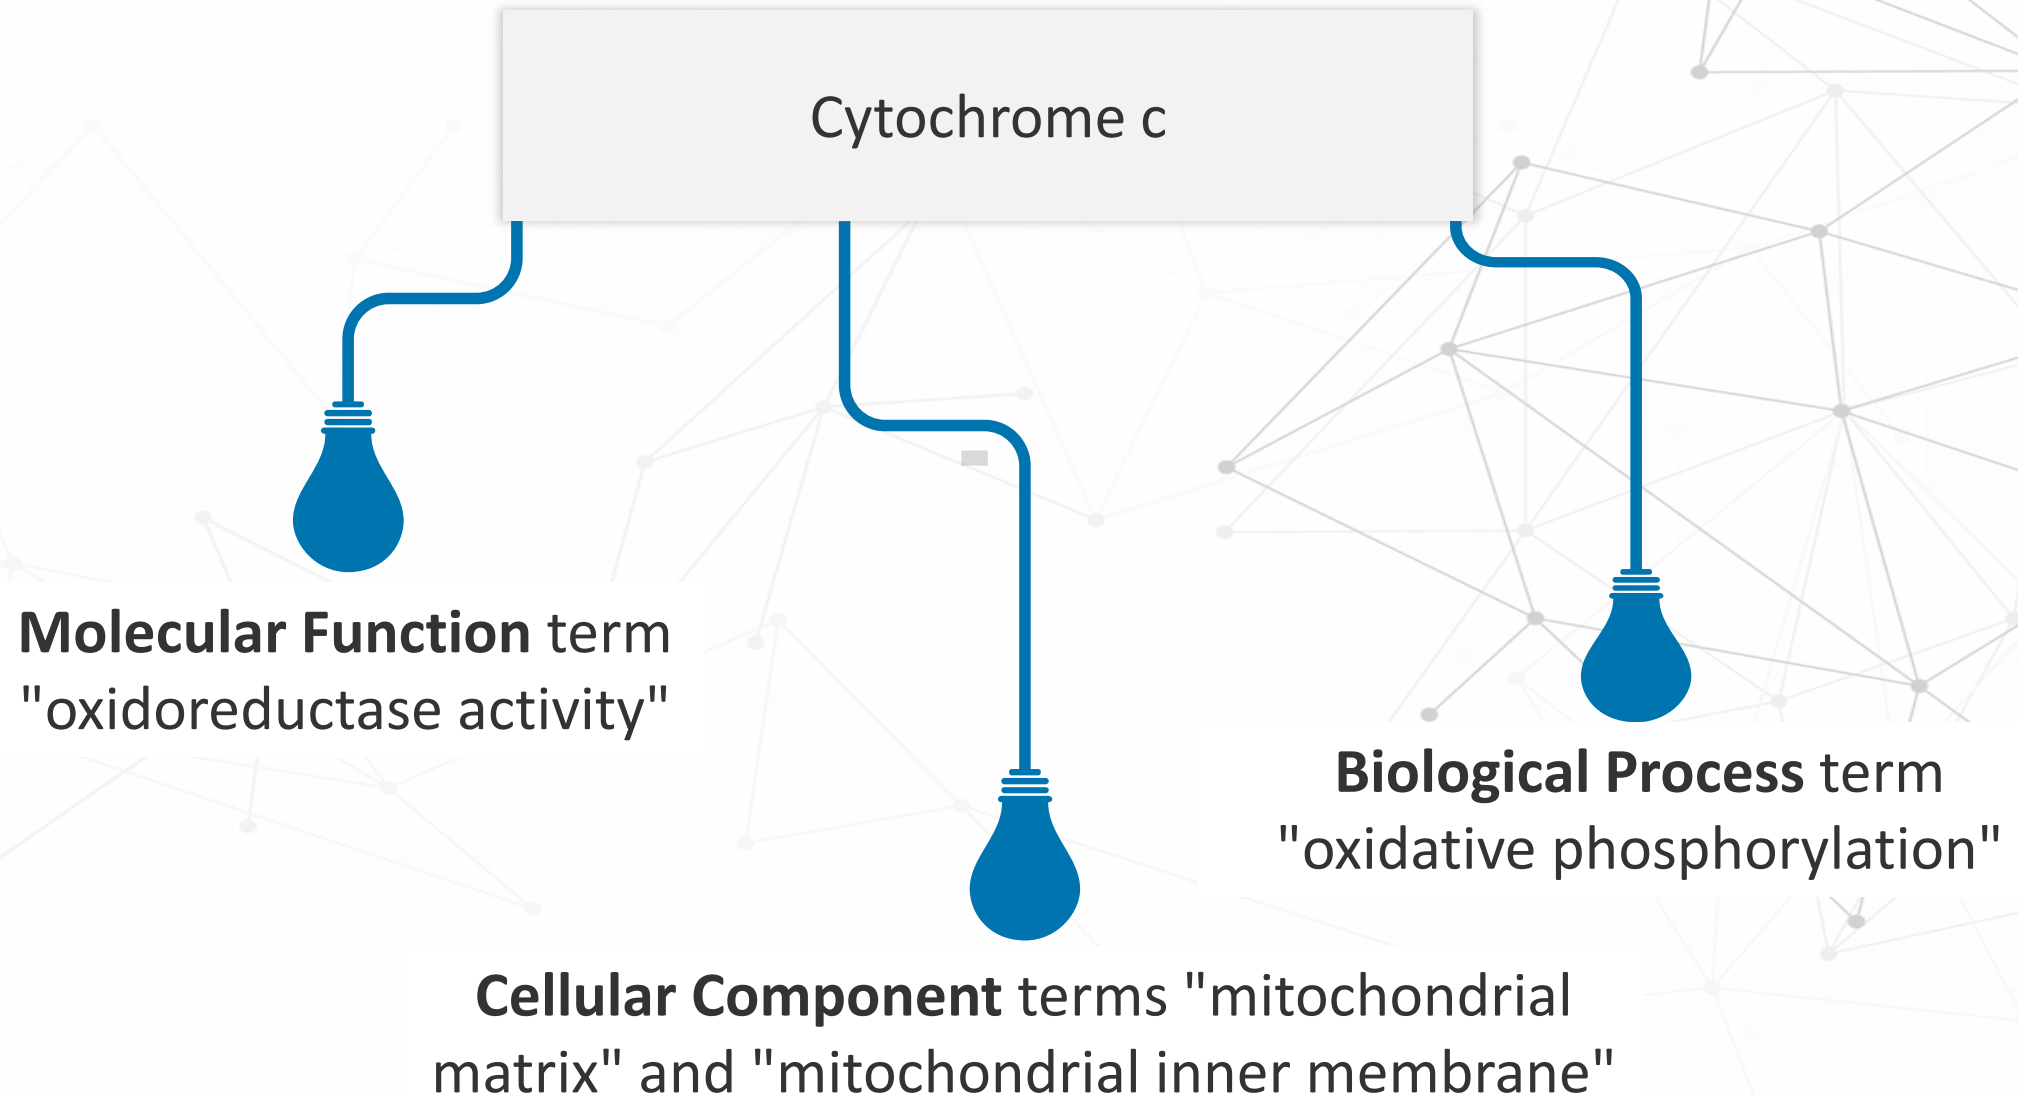 Cytochrome c
Molecular Function term
"oxidoreductase activity"
Biological Process term
"oxidative phosphorylation"
Cellular Component terms "mitochondrial
matrix" and "mitochondrial inner membrane"